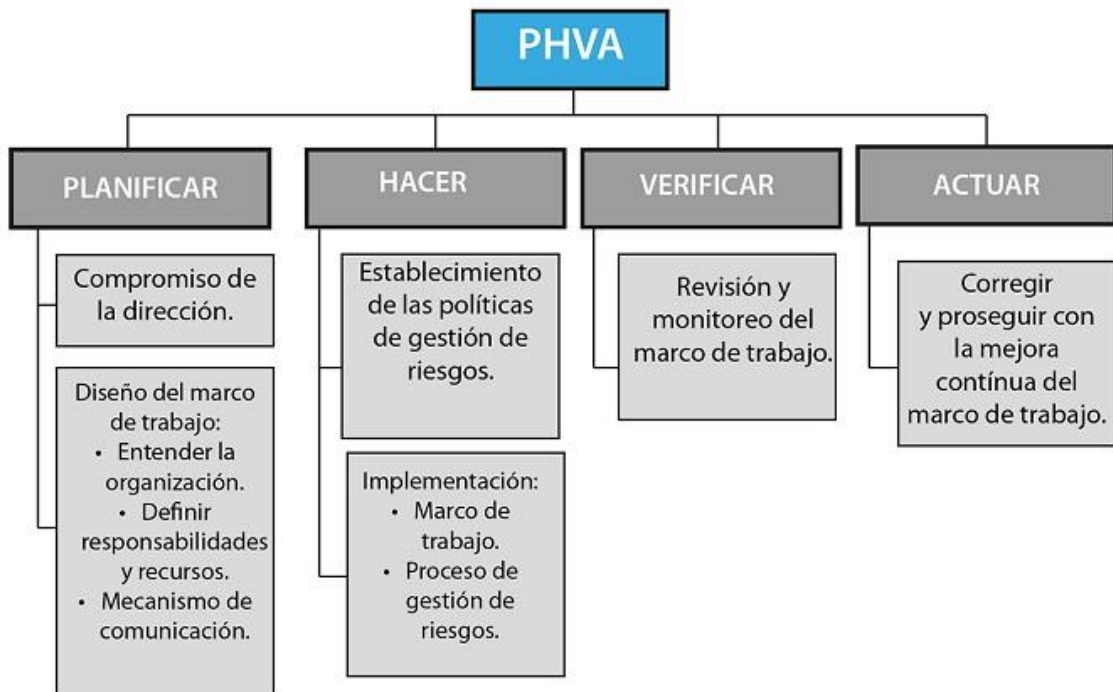 PHVA
PLANIFICAR
Compromiso de
la dirección.
Diseño del marco
de trabajo:
• Entender la
organización.
• Definir
responsabilidades
y recursos.
• Mecanismo de
comunicación.
HACER
Establecimiento
de las políticas
de gestión de
riesgos.
Implementación:
• Marco de
trabajo.
• Proceso de
gestión de
riesgos.
VERIFICAR
Revisión y
monitoreo del
marco de trabajo.
ACTUAR
Corregir
y proseguir con
la mejora
contínua del
marco de trabajo.